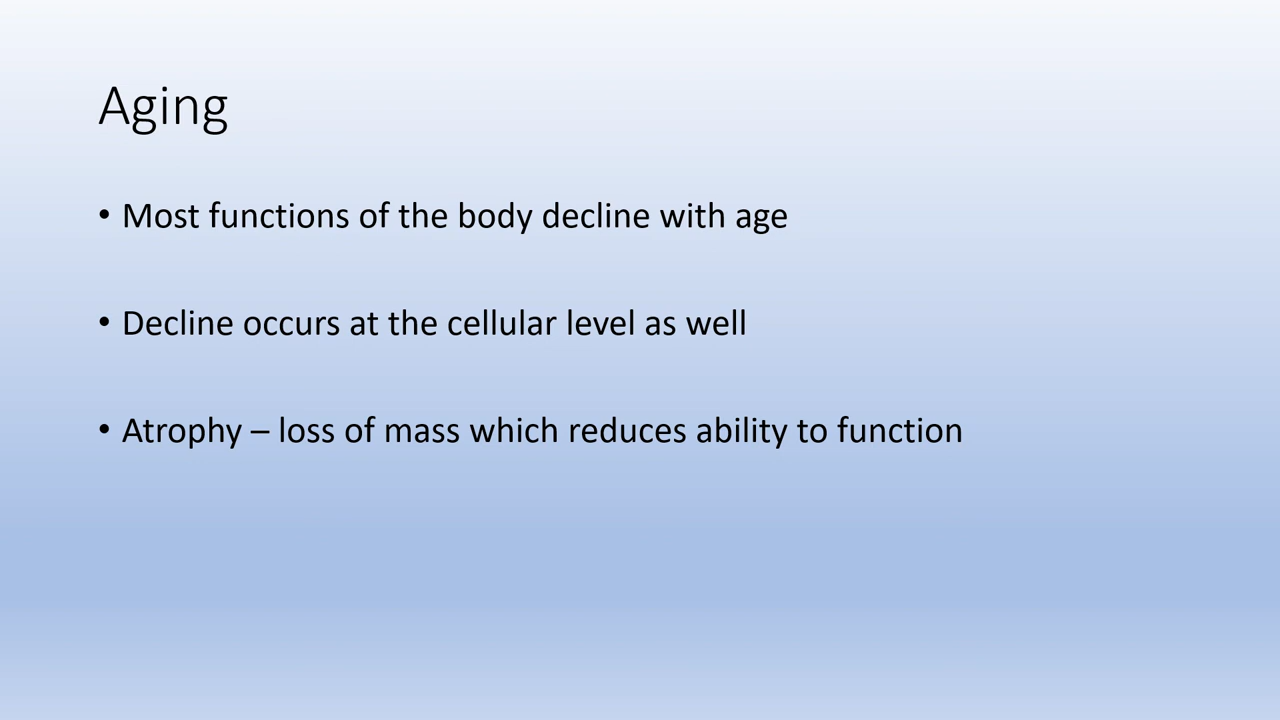 Aging
• Most functions of the body decline with age
• Decline occurs at the cellular level as well
• Atrophy – loss of mass which reduces ability to function